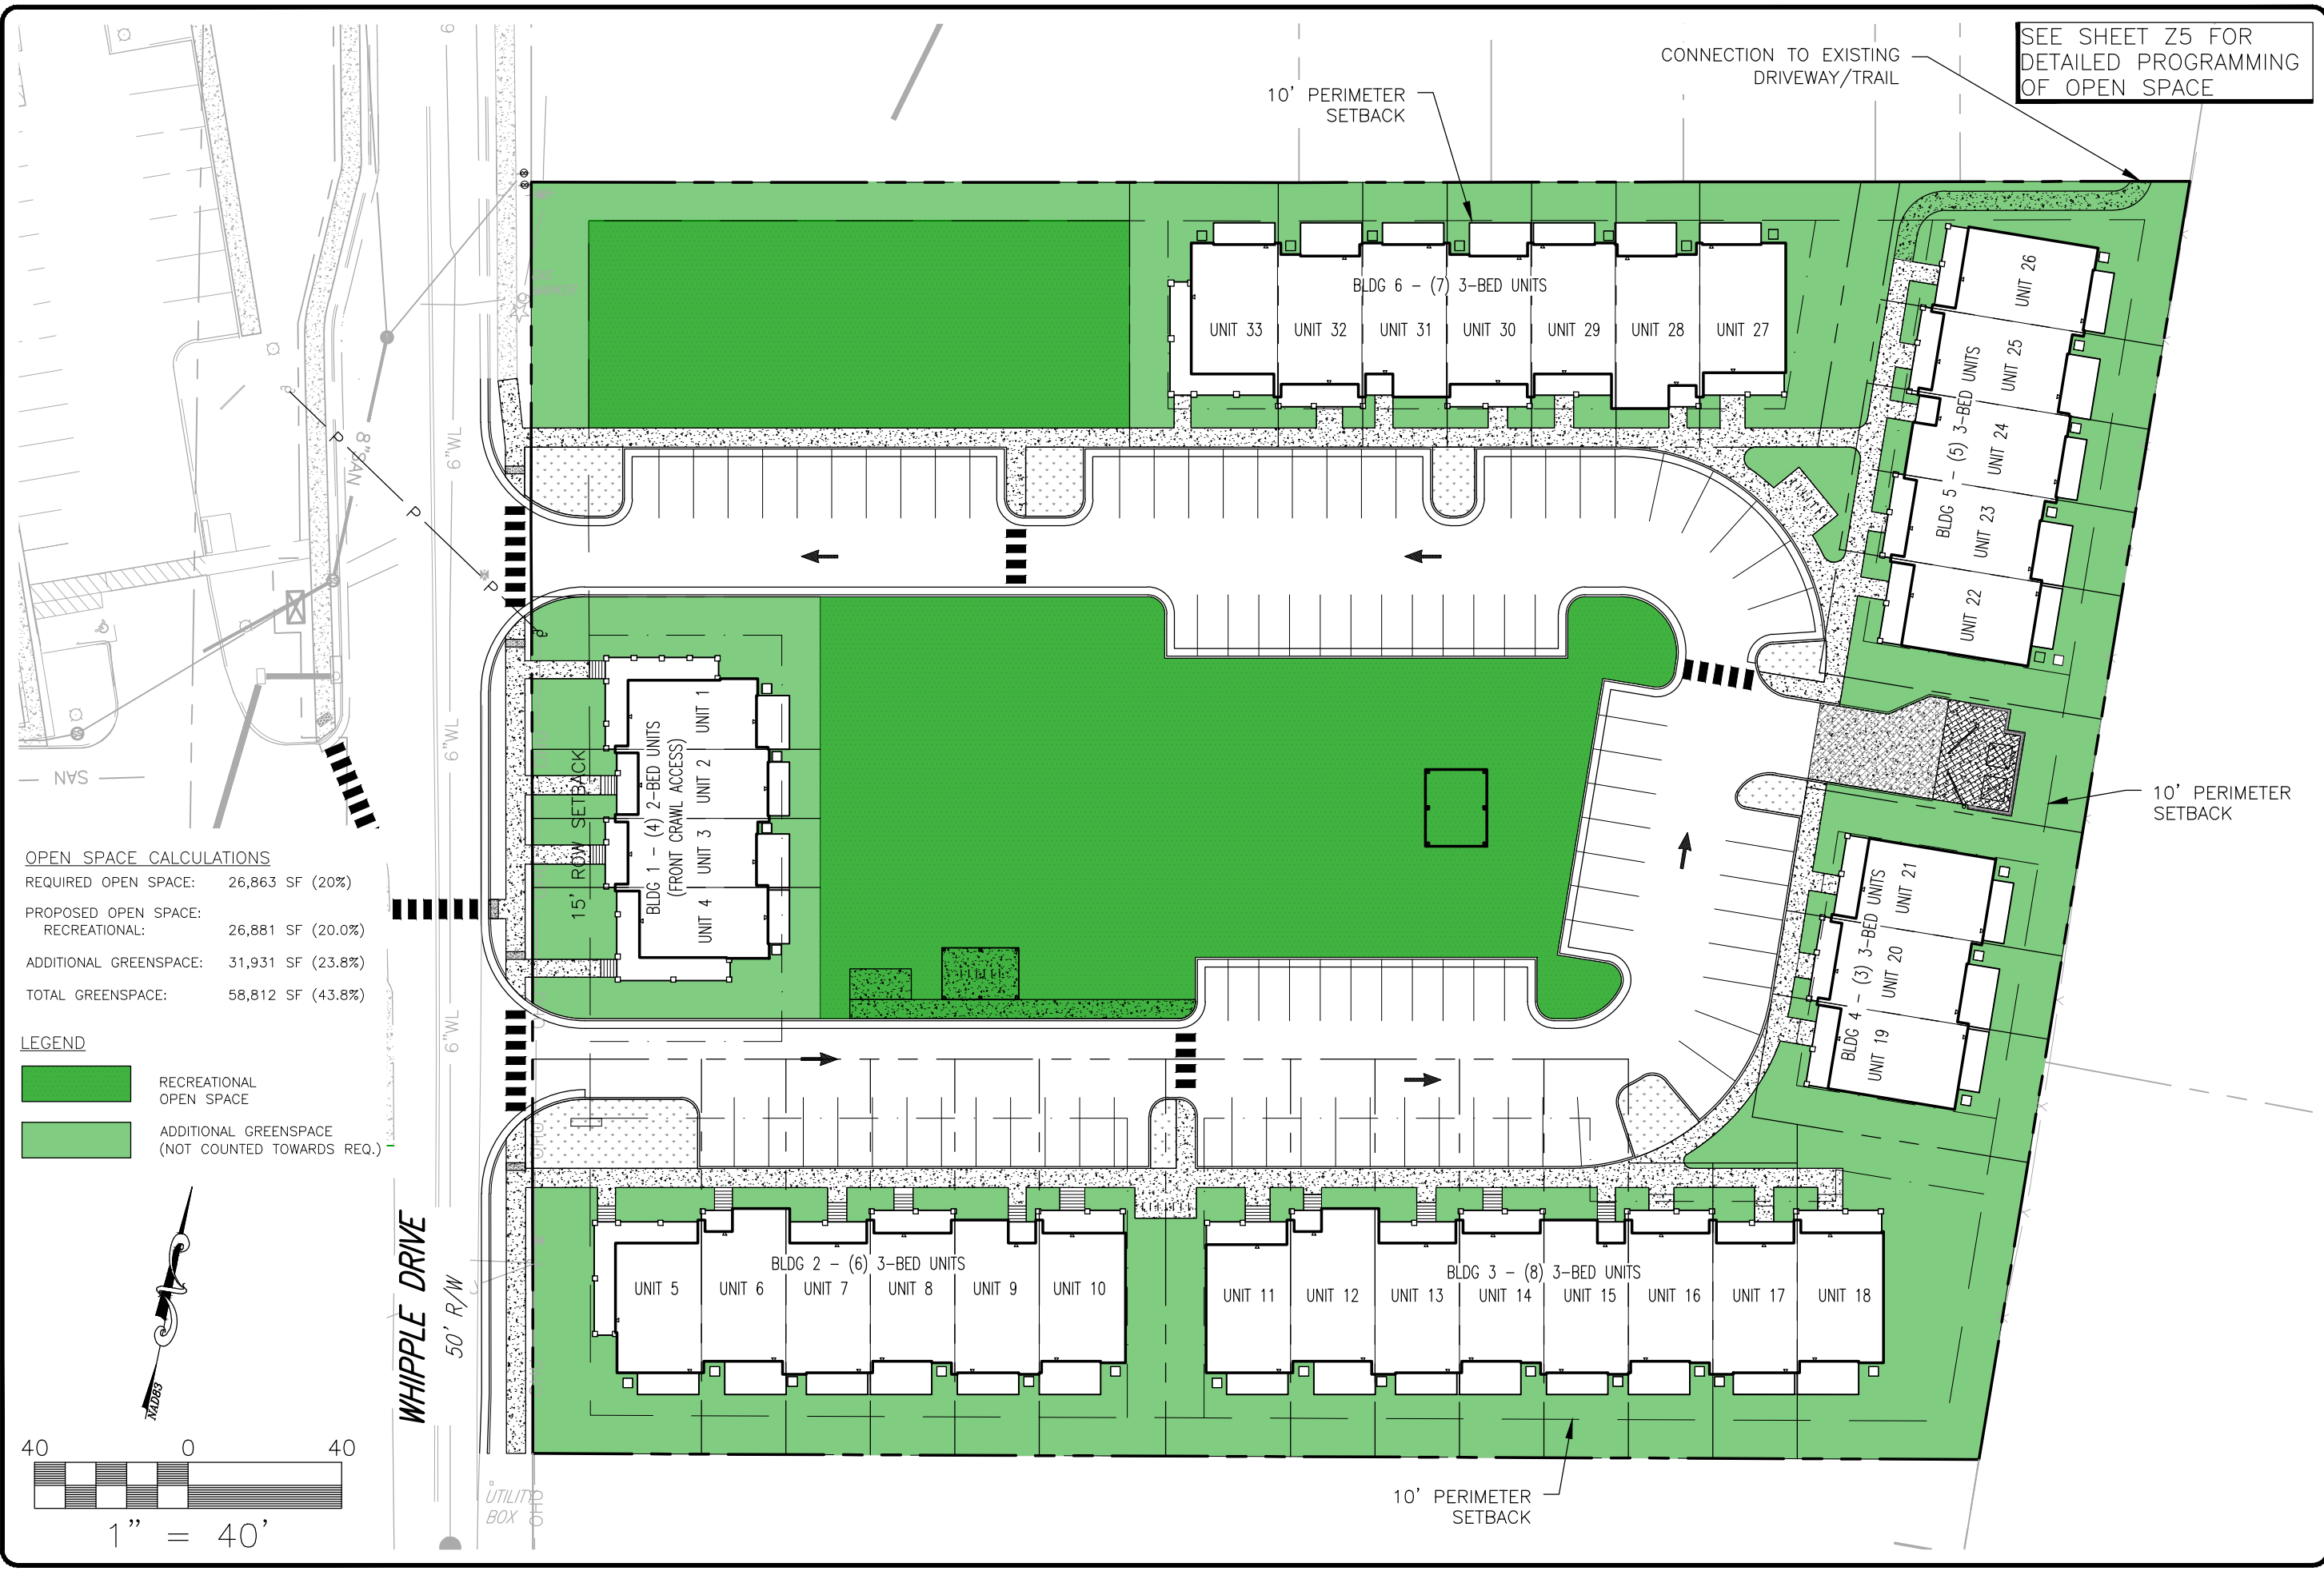 SEE SHEET Z5 FOR
DETAILED PROGRAMMING
OF OPEN SPACE
CONNECTION TO EXISTING
DRIVEWAY/TRAIL
10' PERIMETER
SETBACK
BLDG 6 - (7) 3-BED UNITS
UNIT 33
UNIT 32
UNIT 31
UNIT 30
UNIT 29
UNIT 28
UNIT 27
BLDG 5 - (5) 3-BED UNITS
UNIT 26
UNIT 25
UNIT 24
UNIT 23
UNIT 22
8"SAN
6"WL
P
P
P
6"WL
SAN
15' ROW SETBACK
BLDG 1 - (4) 2-BED UNITS
(FRONT CRAWL ACCESS)
UNIT 1
UNIT 2
UNIT 3
UNIT 4
10' PERIMETER
SETBACK
BLDG 4 - (3) 3-BED UNITS
UNIT 21
UNIT 20
UNIT 19
OPEN SPACE CALCULATIONS
REQUIRED OPEN SPACE: 26,863 SF (20%)
PROPOSED OPEN SPACE:
RECREATIONAL: 26,881 SF (20.0%)
ADDITIONAL GREENSPACE: 31,931 SF (23.8%)
TOTAL GREENSPACE: 58,812 SF (43.8%)
LEGEND
RECREATIONAL
OPEN SPACE
ADDITIONAL GREENSPACE
(NOT COUNTED TOWARDS REQ.)
6"WL
WHIPPLE DRIVE
50' R/W
BLDG 2 - (6) 3-BED UNITS
UNIT 5
UNIT 6
UNIT 7
UNIT 8
UNIT 9
UNIT 10
BLDG 3 - (8) 3-BED UNITS
UNIT 11
UNIT 12
UNIT 13
UNIT 14
UNIT 15
UNIT 16
UNIT 17
UNIT 18
NAD83
40 0 40
1" = 40'
UTILITY
BOX
OHU
10' PERIMETER
SETBACK